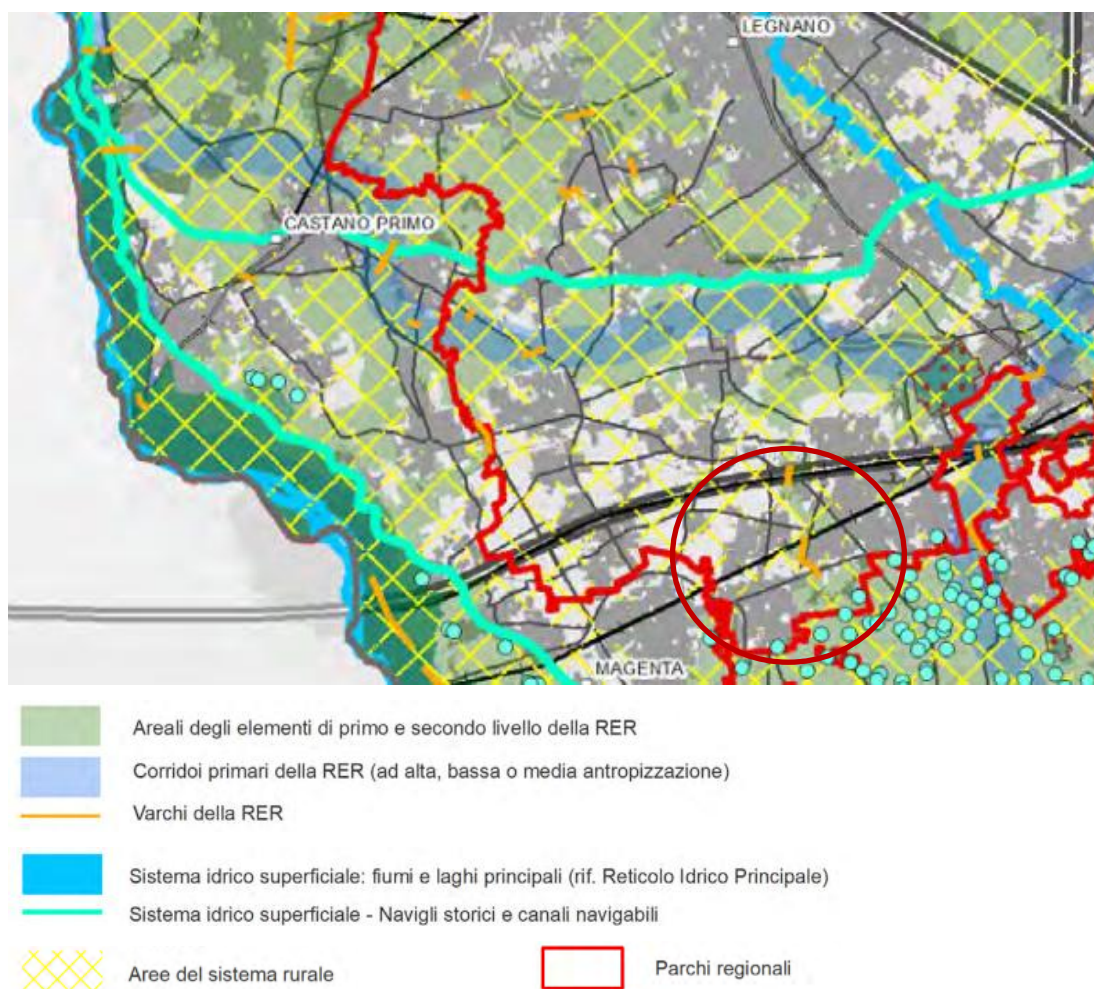 LEGNANO
CASTANO PRIMO
MAGENTA
Areali degli elementi di primo e secondo livello della RER
Corridoi primari della RER (ad alta, bassa o media antropizzazione)
Varchi della RER
Sistema idrico superficiale: fiumi e laghi principali (rif. Reticolo Idrico Principale)
Sistema idrico superficiale - Navigli storici e canali navigabili
Aree del sistema rurale
Parchi regionali